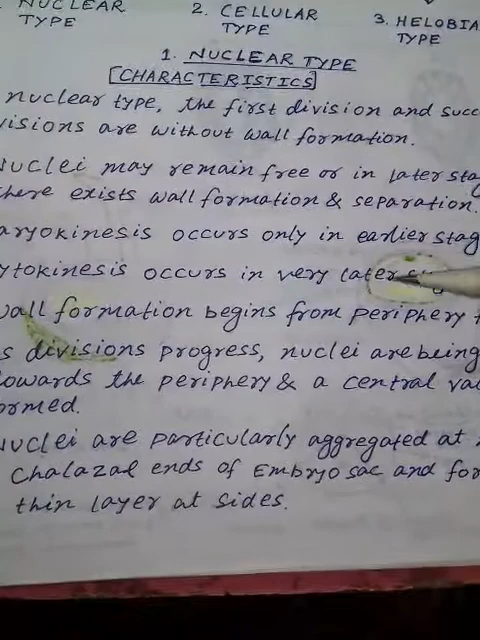 NUCLEAR 2. CELLULAR 3. HELOBIA
TYPE TYPE TYPE
1. NUCLEAR TYPE
[CHARACTERISTICS]
nuclear type, the first division and succ
visions are without wall formation.
Nuclei may remain free or in later sta
there exists wall formation & separation.
aryokinesis occurs only in earlier stag
ytokinesis occurs in very later
wall formation begins from periphery
s divisions progress, nuclei are being
towards the periphery & a central va
ormed.
Nuclei are particularly aggregated at
chalazal ends of Embryo sac and for
thin layer at sides.